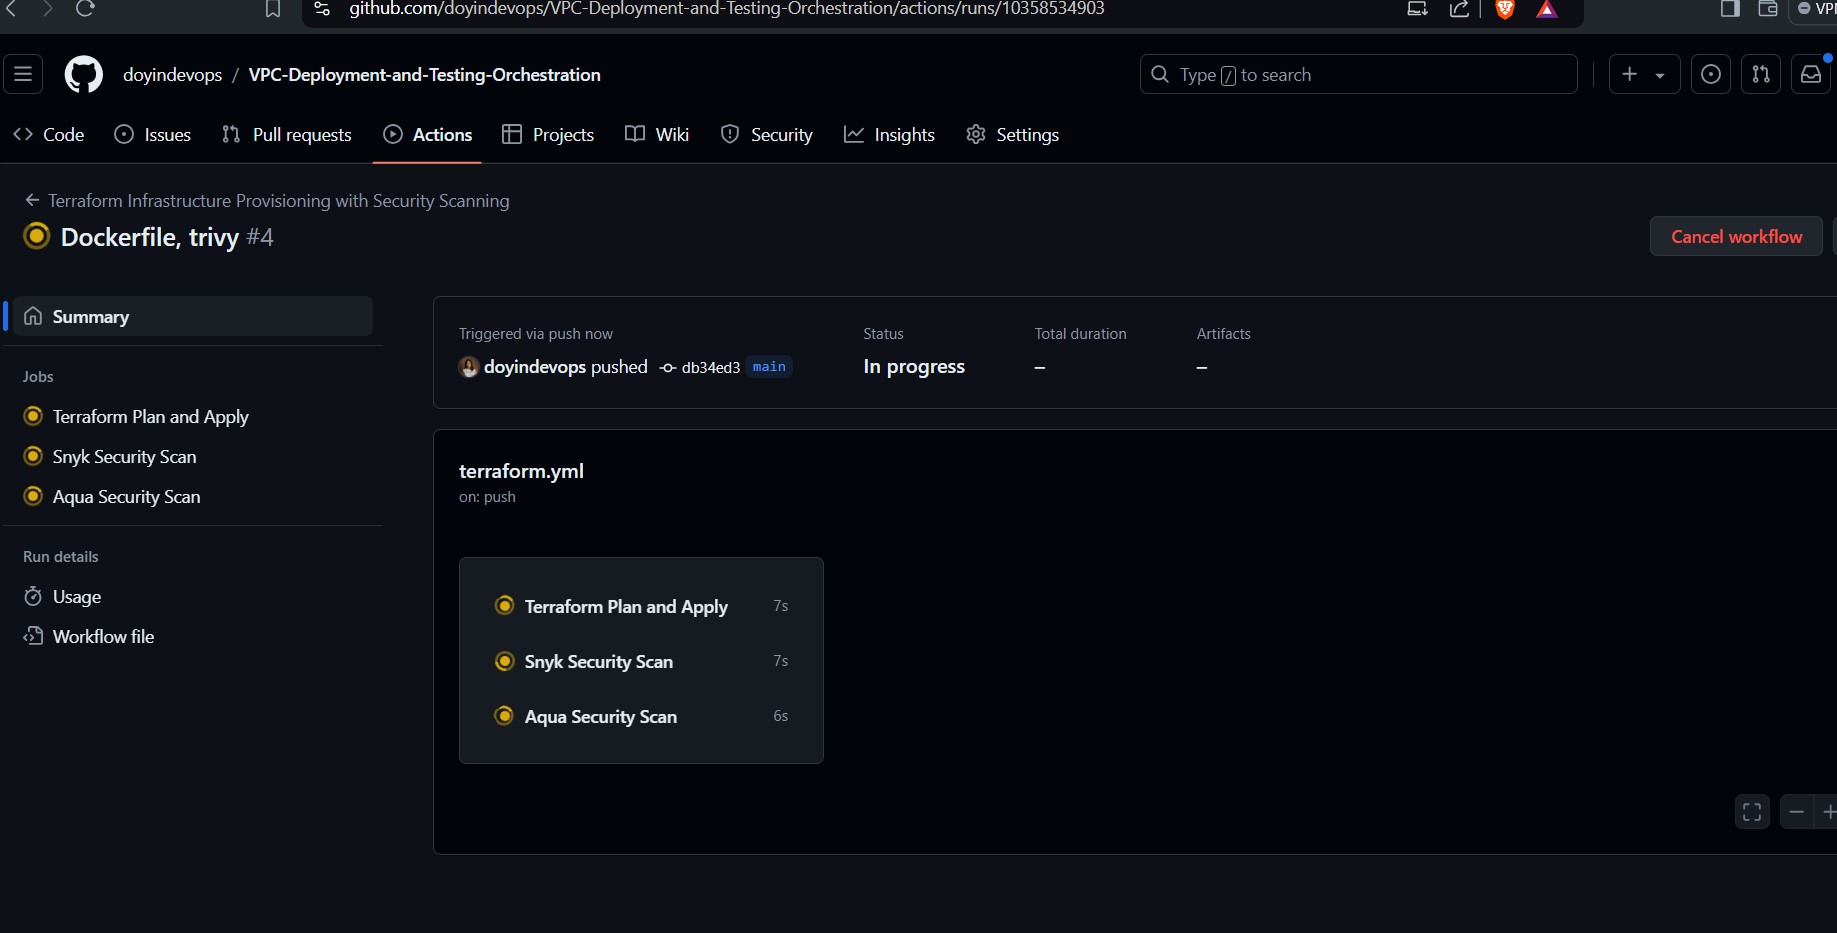 github.com/doyindevops/VPC-Deployment-and-Testing-Orchestration/actions/runs/10358534903
doyindevops / VPC-Deployment-and-Testing-Orchestration
Type / to search
Code Issues Pull requests Actions Projects Wiki Security Insights Settings
Terraform Infrastructure Provisioning with Security Scanning
Dockerfile, trivy #4
Cancel workflow
Summary
Jobs
Terraform Plan and Apply
Snyk Security Scan
Aqua Security Scan
Run details
Usage
Workflow file
Triggered via push now
doyindevops pushed db34ed3 main
Status
In progress
Total duration
–
Artifacts
–
terraform.yml
on: push
Terraform Plan and Apply 7s
Snyk Security Scan 7s
Aqua Security Scan 6s